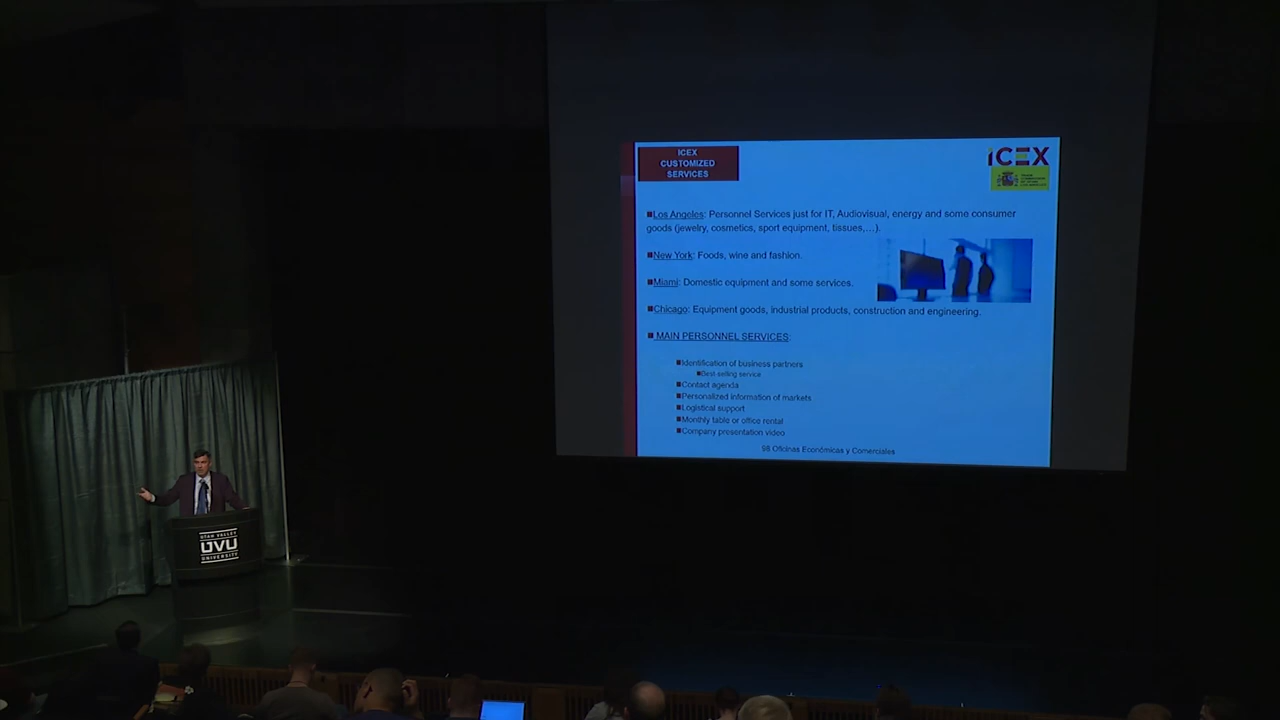 ICEX
CUSTOMIZED
SERVICES
ICEX
■Los Angeles: Personnel Services just for IT, Audiovisual, energy and some consumer
goods (jewelry, cosmetics, sport equipment, tissues,...).
■New York: Foods, wine and fashion.
■Miami: Domestic equipment and some services.
■Chicago: Equipment goods, industrial products, construction and engineering.
■ MAIN PERSONNEL SERVICES:
■Identification of business partners
■Best-selling service
■Contact agenda
■Personalized information of markets
■Logistical support
■Monthly table or office rental
■Company presentation video
98 Oficinas Económicas y Comerciales
UTAH VALLEY
UVU
UNIVERSITY